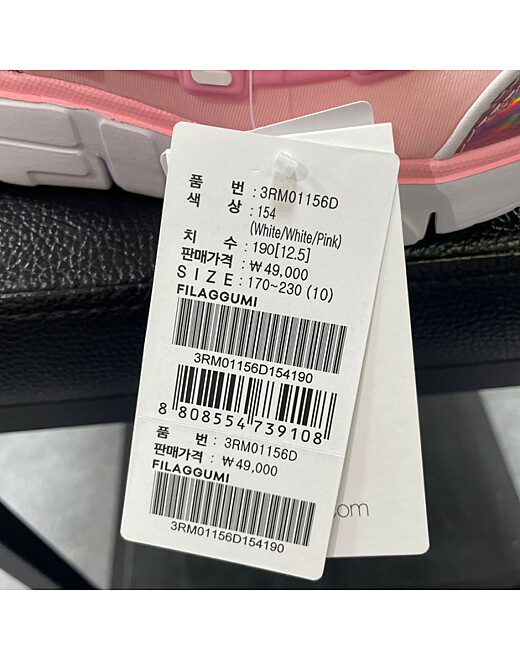 품 번 : 3RM01156D
색 상 : 154
(White/White/Pink)
치 수 : 190[12.5]
판매가격 : ₩49,000
SIZE : 170~230 (10)
FILAGGUMI
3RM01156D154190
8 808554 739108
품 번 : 3RM01156D
판매가격 : ₩49,000
FILAGGUMI
3RM01156D154190
com